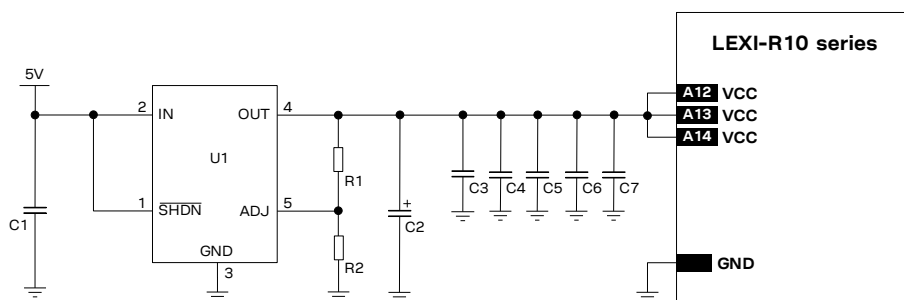 LEXI-R10 series
5V
2 IN OUT 4
A12 VCC
A13 VCC
A14 VCC
U1
R1
C3 C4 C5 C6 C7
1 SHDN ADJ 5
C1
C2
GND
R2
3
GND